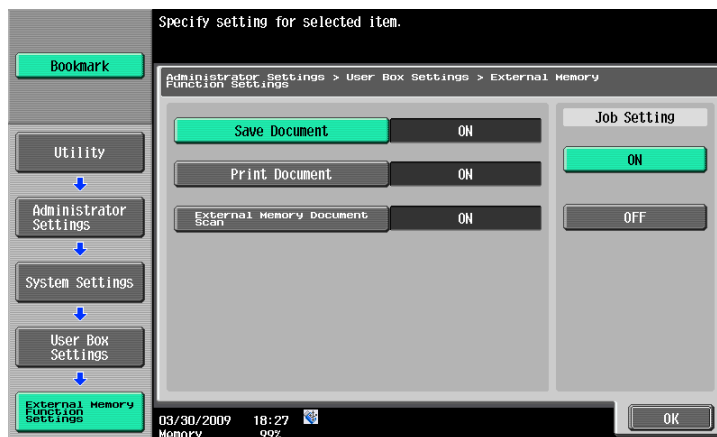 Specify setting for selected item.
Bookmark
Administrator Settings > User Box Settings > External Memory
Function Settings
Job Setting
Save Document ON
ON
Utility
Print Document ON
Administrator
Settings
External Memory Document
Scan
ON
OFF
System Settings
User Box
Settings
External Memory
Function
Settings
03/30/2009 18:27
Memory 99%
OK